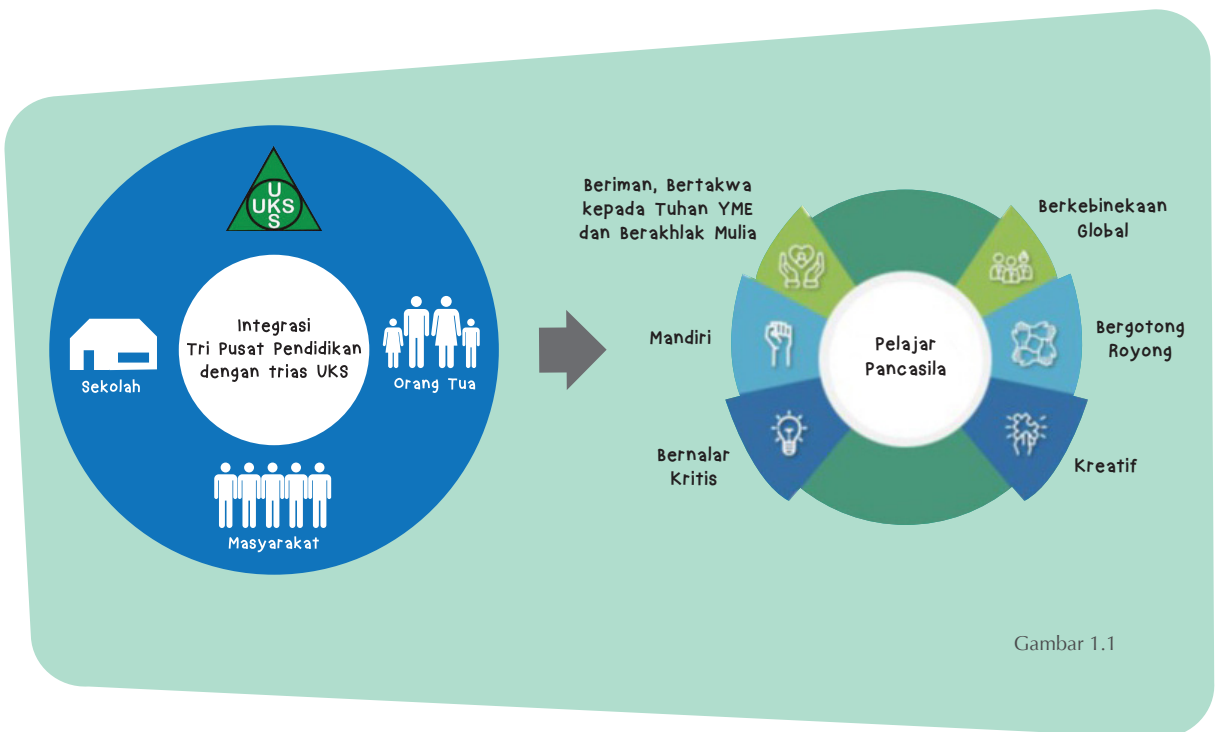 U
UKS
S
Integrasi
Tri Pusat Pendidikan
dengan trias UKS
Sekolah
Orang Tua
Masyarakat
Beriman, Bertakwa
kepada Tuhan YME
dan Berakhlak Mulia
Mandiri
Bernalar
Kritis
Pelajar
Pancasila
Berkebinekaan
Global
Bergotong
Royong
Kreatif
Gambar 1.1